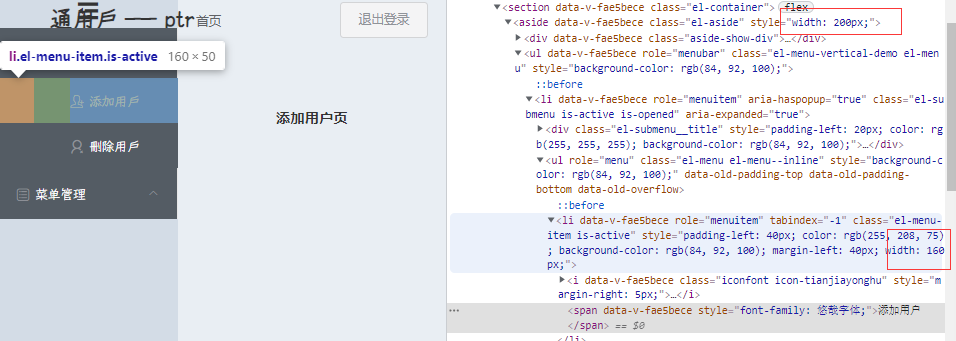 通用户 —— ptr首页
退出登录
li.el-menu-item.is-active 160 × 50
添加用户
删除用户
菜单管理
添加用户页
▼<section data-v-fae5bece class="el-container"> flex
▼<aside data-v-fae5bece class="el-aside" style="width: 200px;">
▶<div data-v-fae5bece class="aside-show-div">…</div>
▼<ul data-v-fae5bece role="menubar" class="el-menu-vertical-demo el-me
nu" style="background-color: rgb(84, 92, 100);">
::before
▼<li data-v-fae5bece role="menuitem" aria-haspopup="true" class="el-su
bmenu is-active is-opened" aria-expanded="true">
▶<div class="el-submenu__title" style="padding-left: 20px; color: rg
b(255, 255, 255); background-color: rgb(84, 92, 100);">…</div>
▼<ul role="menu" class="el-menu el-menu--inline" style="background-c
olor: rgb(84, 92, 100);" data-old-padding-top data-old-padding-
bottom data-old-overflow>
::before
▼<li data-v-fae5bece role="menuitem" tabindex="-1" class="el-menu-
item is-active" style="padding-left: 40px; color: rgb(255, 208, 75)
; background-color: rgb(84, 92, 100); margin-left: 40px; width: 160
px;">
▶<i data-v-fae5bece class="iconfont icon-tianjiayonghu" style="m
argin-right: 5px;">…</i>
… <span data-v-fae5bece style="font-family: 悠哉字体;">添加用户
</span> == $0
</li>